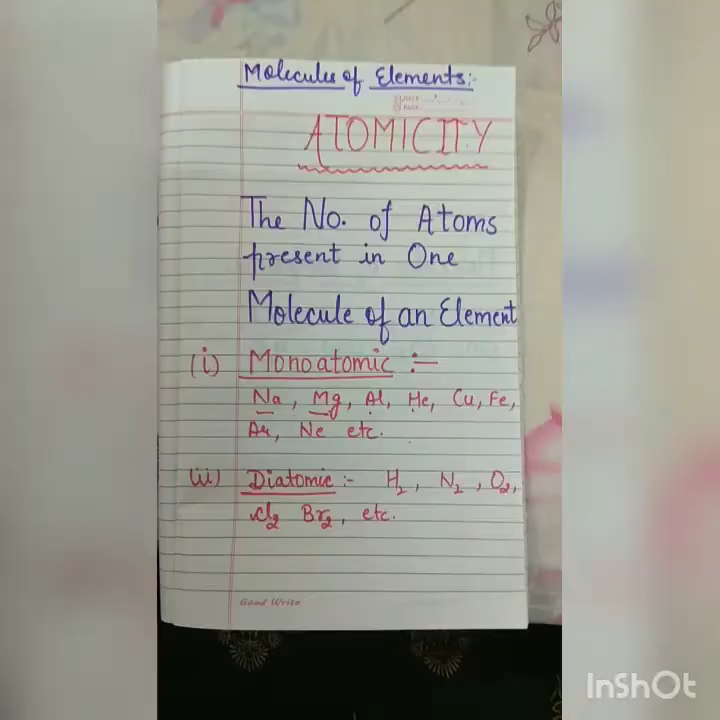 Molecules of Elements:-
ATOMICITY
The No. of Atoms
present in One
Molecule of an Element
(i) Monoatomic :-
Na, Mg, Al, He, Cu, Fe,
Ar, Ne etc.
(ii) Diatomic :- H₂, N₂, O₂,
Cl₂ Br₂, etc.
Good Write
InShOt